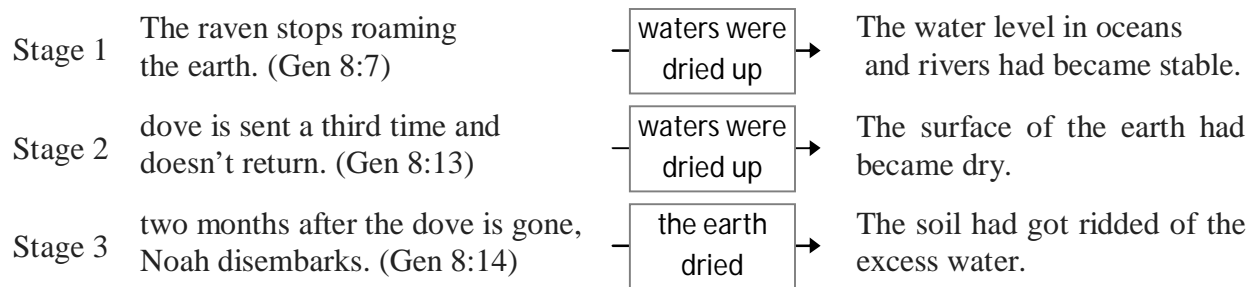 Stage 1
The raven stops roaming
the earth. (Gen 8:7)
waters were
dried up
The water level in oceans
and rivers had became stable.
Stage 2
dove is sent a third time and
doesn't return. (Gen 8:13)
waters were
dried up
The surface of the earth had
became dry.
Stage 3
two months after the dove is gone,
Noah disembarks. (Gen 8:14)
the earth
dried
The soil had got ridded of the
excess water.